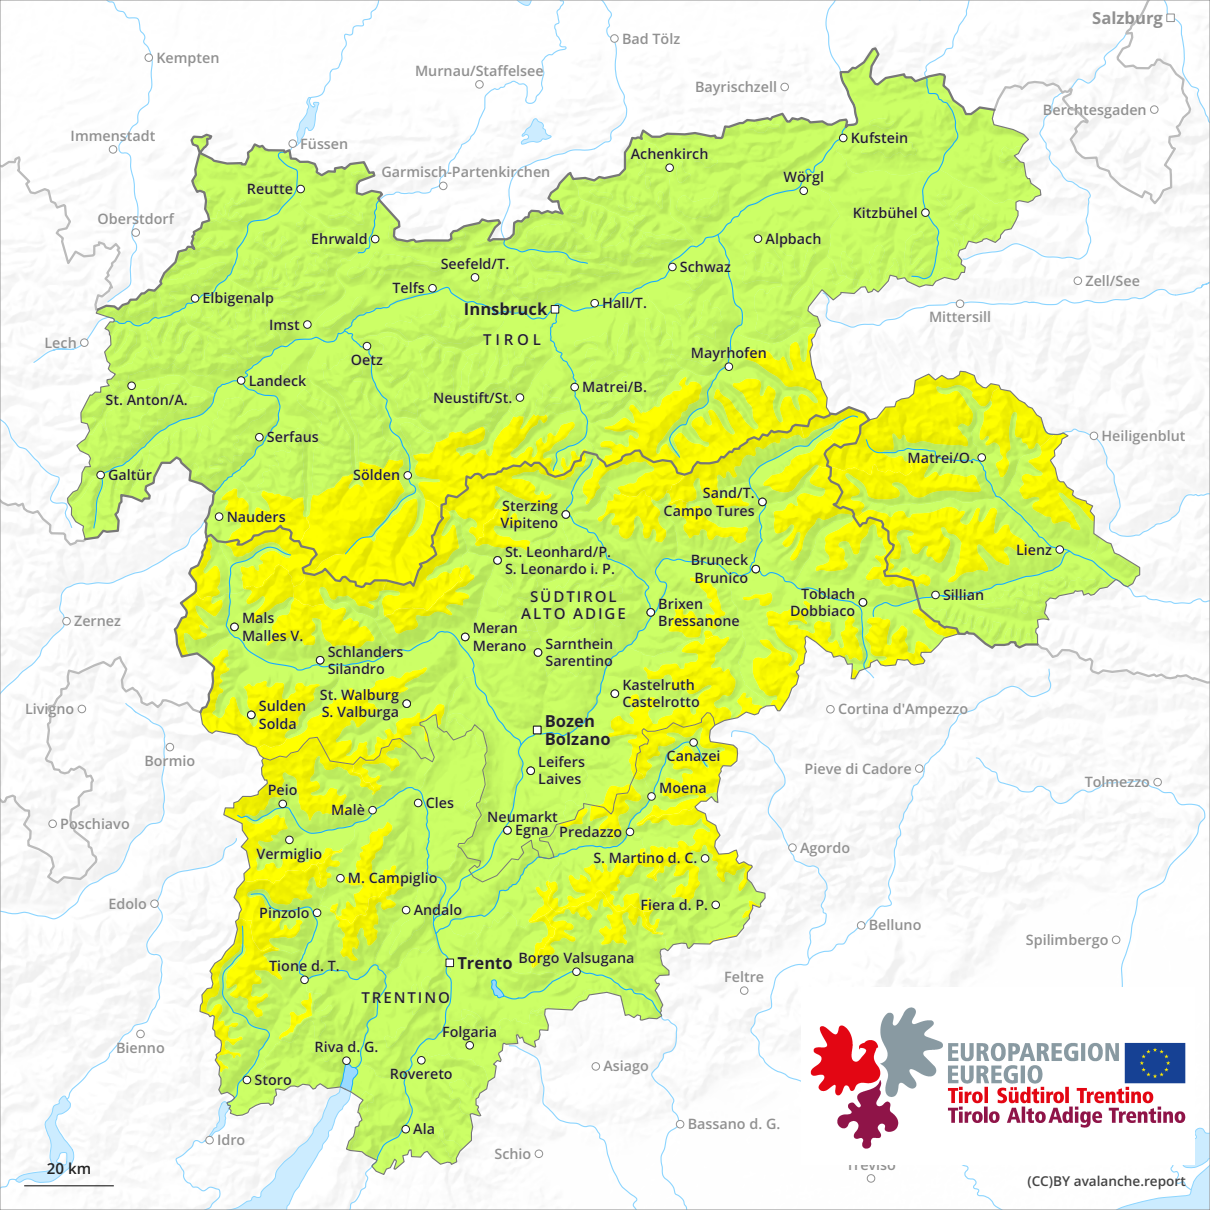 Salzburg
Bad Tölz
Kempten
Murnau/Staffelsee
Bayrischzell
Berchtesgaden
Immenstadt
Füssen
Kufstein
Achenkirch
Garmisch-Partenkirchen
Wörgl
Reutte
Oberstdorf
Kitzbühel
Ehrwald
Alpbach
Seefeld/T.
Schwaz
Zell/See
Telfs
Elbigenalp
Hall/T.
Innsbruck
Mittersill
Imst
TIROL
Lech
Oetz
Mayrhofen
Landeck
Matrei/B.
St. Anton/A.
Neustift/St.
Serfaus
Heiligenblut
Matrei/O.
Galtür
Sölden
Sand/T.
Campo Tures
Sterzing
Vipiteno
Nauders
Lienz
St. Leonhard/P.
S. Leonardo i. P.
Bruneck
Brunico
SÜDTIROL
ALTO ADIGE
Toblach
Dobbiaco
Sillian
Brixen
Bressanone
Zernez
Mals
Malles V.
Meran
Merano
Sarnthein
Sarentino
Schlanders
Silandro
Kastelruth
Castelrotto
St. Walburg
S. Valburga
Livigno
Sulden
Solda
Cortina d'Ampezzo
Bozen
Bolzano
Bormio
Canazei
Leifers
Laives
Pieve di Cadore
Tolmezzo
Peio
Moena
Malè
Cles
Neumarkt
Egna
Poschiavo
Predazzo
Vermiglio
Agordo
S. Martino d. C.
M. Campiglio
Edolo
Pinzolo
Andalo
Fiera d. P.
Belluno
Spilimbergo
Trento
Borgo Valsugana
Tione d. T.
Feltre
TRENTINO
Folgaria
Bienno
Riva d. G.
Asiago
Rovereto
Storo
EUROPAREGION
EUREGIO
Tirol Südtirol Trentino
Tirolo Alto Adige Trentino
Ala
Bassano d. G.
Idro
Schio
Treviso
20 km
(CC)BY avalanche.report